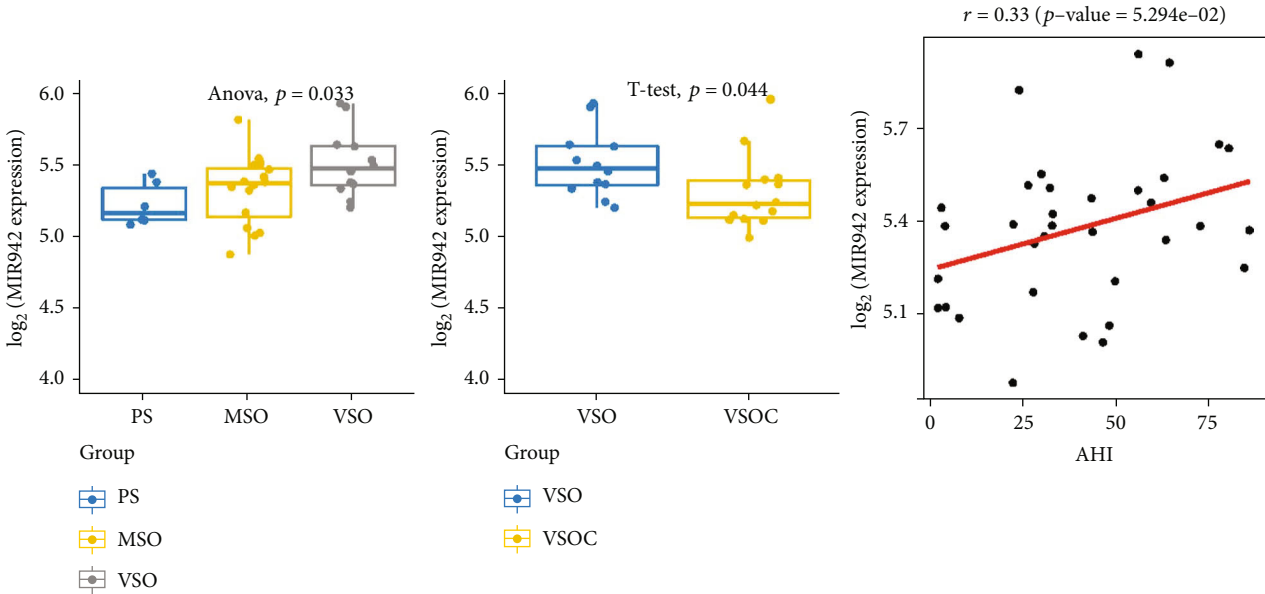 Anova, p = 0.033
log2 (MIR942 expression)
6.0
5.5
5.0
4.5
4.0
PS
MSO
VSO
Group
PS
MSO
VSO
T-test, p = 0.044
log2 (MIR942 expression)
6.0
5.5
5.0
4.5
4.0
VSO
VSOC
Group
VSO
VSOC
r = 0.33 (p–value = 5.294e–02)
log2 (MIR942 expression)
5.7
5.4
5.1
0
25
50
75
AHI